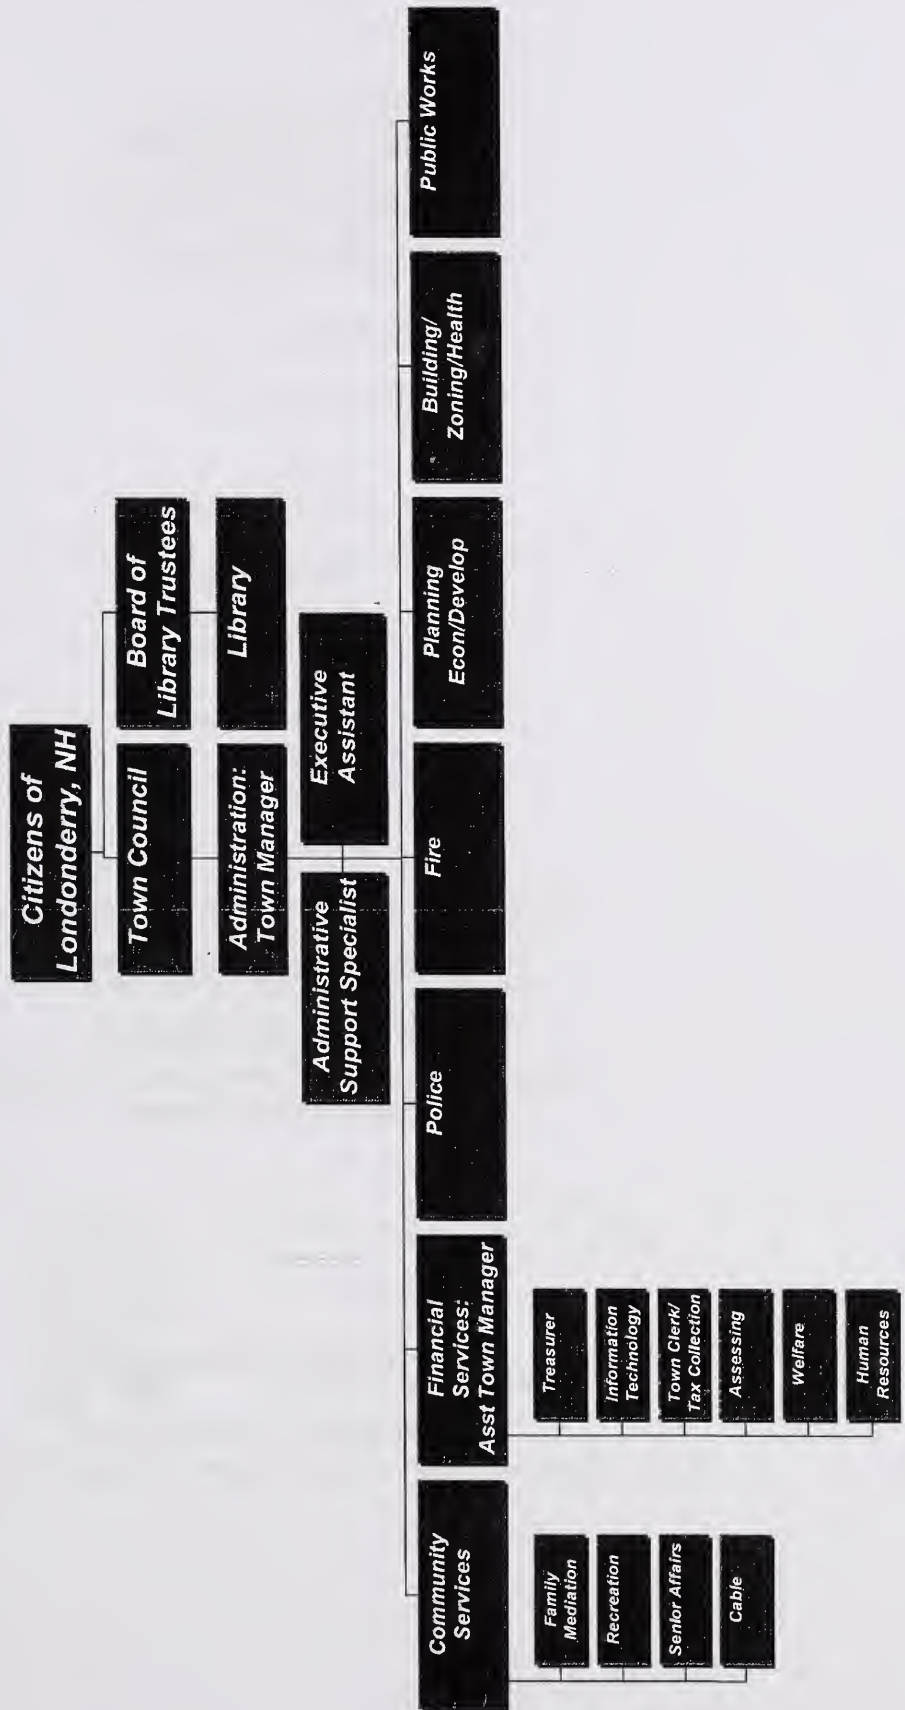 Citizens of
Londonderry, NH
Town Council
Board of
Library Trustees
Administration:
Town Manager
Library
Administrative
Support Specialist
Executive
Assistant
Community
Services
Financial
Services:
Asst Town Manager
Police
Fire
Planning
Econ/Develop
Building/
Zoning/Health
Public Works
Family
Mediation
Recreation
Senior Affairs
Cable
Treasurer
Information
Technology
Town Clerk/
Tax Collection
Assessing
Welfare
Human
Resources